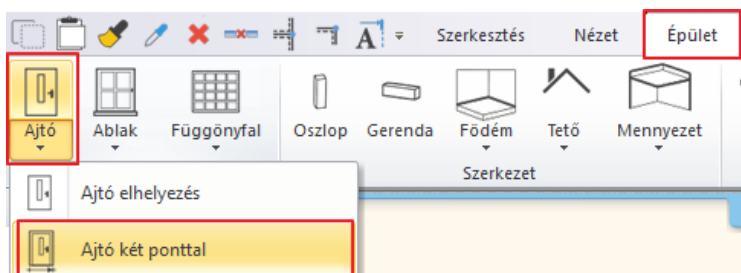 A Szerkesztés Nézet Épület
Ajtó Ablak Függönyfal Oszlop Gerenda Födém Tető Mennyezet
Szerkezet
Ajtó elhelyezés
Ajtó két ponttal